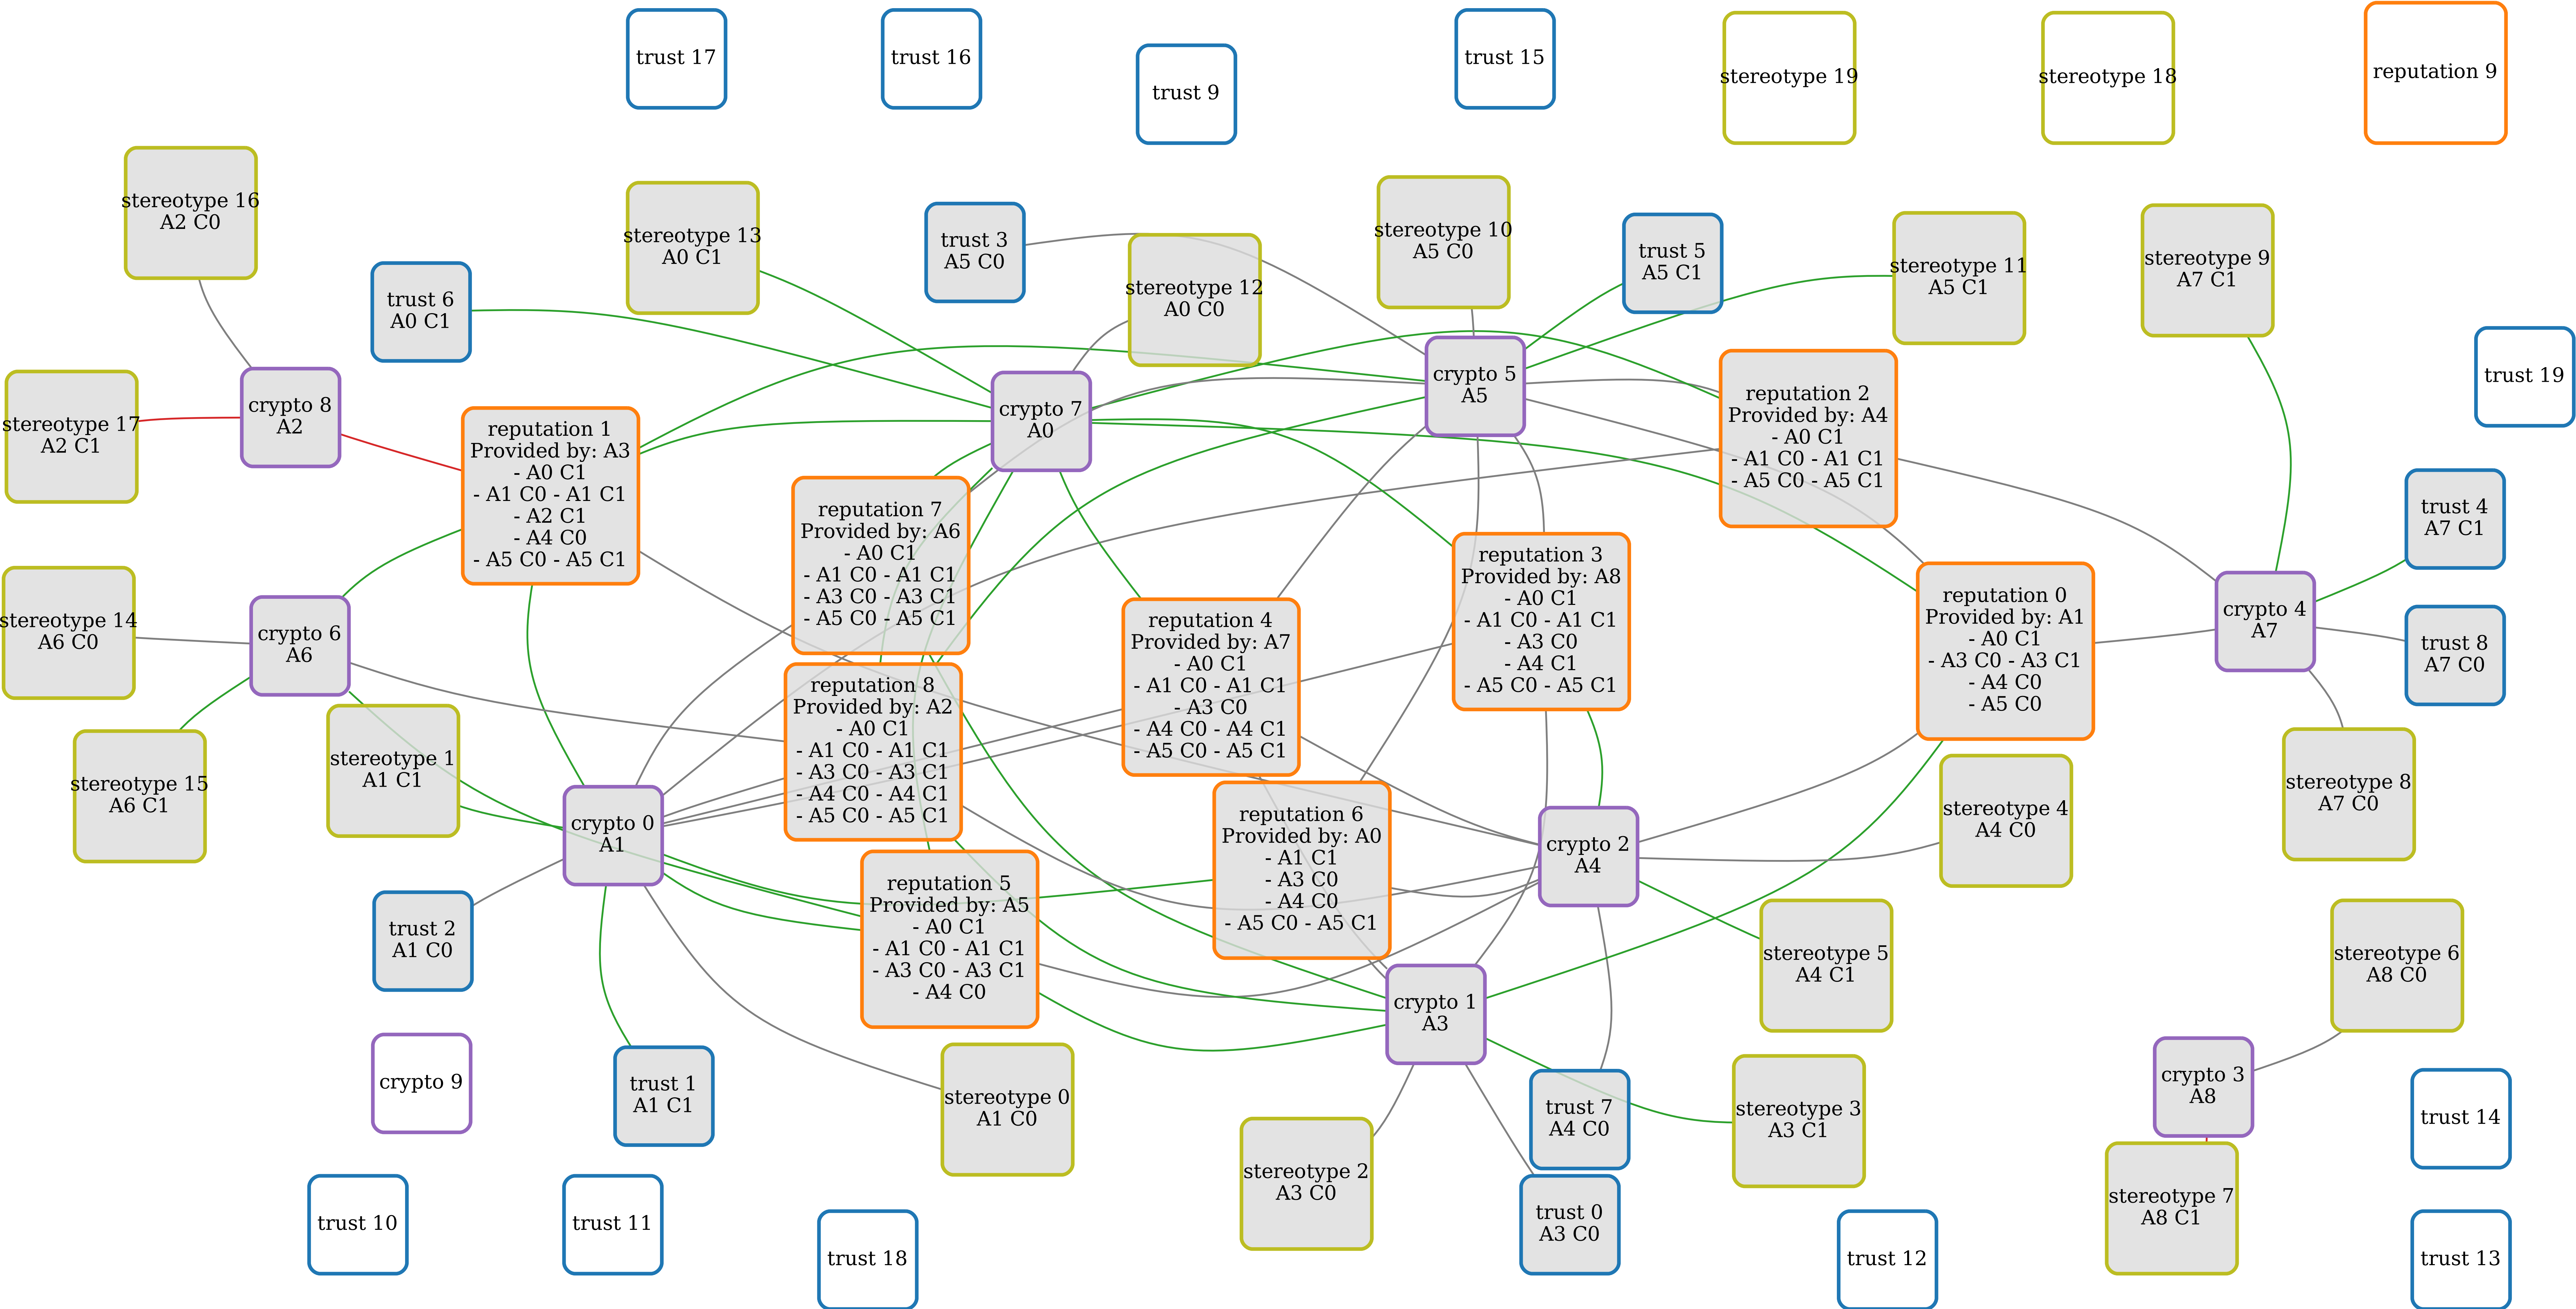 trust 17
trust 16
trust 9
trust 15
stereotype 19
stereotype 18
reputation 9
stereotype 16
A2 C0
stereotype 13
A0 C1
trust 3
A5 C0
stereotype 12
A0 C0
stereotype 10
A5 C0
trust 5
A5 C1
stereotype 11
A5 C1
stereotype 9
A7 C1
trust 6
A0 C1
trust 19
stereotype 17
A2 C1
crypto 8
A2
reputation 1
Provided by: A3
- A0 C1
- A1 C0 - A1 C1
- A2 C1
- A4 C0
- A5 C0 - A5 C1
crypto 7
A0
crypto 5
A5
reputation 2
Provided by: A4
- A0 C1
- A1 C0 - A1 C1
- A5 C0 - A5 C1
reputation 7
Provided by: A6
- A0 C1
- A1 C0 - A1 C1
- A3 C0 - A3 C1
- A5 C0 - A5 C1
reputation 3
Provided by: A8
- A0 C1
- A1 C0 - A1 C1
- A3 C0
- A4 C1
- A5 C0 - A5 C1
trust 4
A7 C1
stereotype 14
A6 C0
crypto 6
A6
reputation 4
Provided by: A7
- A0 C1
- A1 C0 - A1 C1
- A3 C0
- A4 C0 - A4 C1
- A5 C0 - A5 C1
reputation 0
Provided by: A1
- A0 C1
- A3 C0 - A3 C1
- A4 C0
- A5 C0
crypto 4
A7
trust 8
A7 C0
reputation 8
Provided by: A2
- A0 C1
- A1 C0 - A1 C1
- A3 C0 - A3 C1
- A4 C0 - A4 C1
- A5 C0 - A5 C1
stereotype 15
A6 C1
stereotype 1
A1 C1
crypto 0
A1
reputation 6
Provided by: A0
- A1 C1
- A3 C0
- A4 C0
- A5 C0 - A5 C1
crypto 2
A4
stereotype 4
A4 C0
stereotype 8
A7 C0
trust 2
A1 C0
reputation 5
Provided by: A5
- A0 C1
- A1 C0 - A1 C1
- A3 C0 - A3 C1
- A4 C0
stereotype 5
A4 C1
stereotype 6
A8 C0
crypto 1
A3
crypto 9
trust 1
A1 C1
stereotype 0
A1 C0
trust 7
A4 C0
stereotype 3
A3 C1
crypto 3
A8
trust 14
stereotype 2
A3 C0
trust 0
A3 C0
stereotype 7
A8 C1
trust 10
trust 11
trust 18
trust 12
trust 13